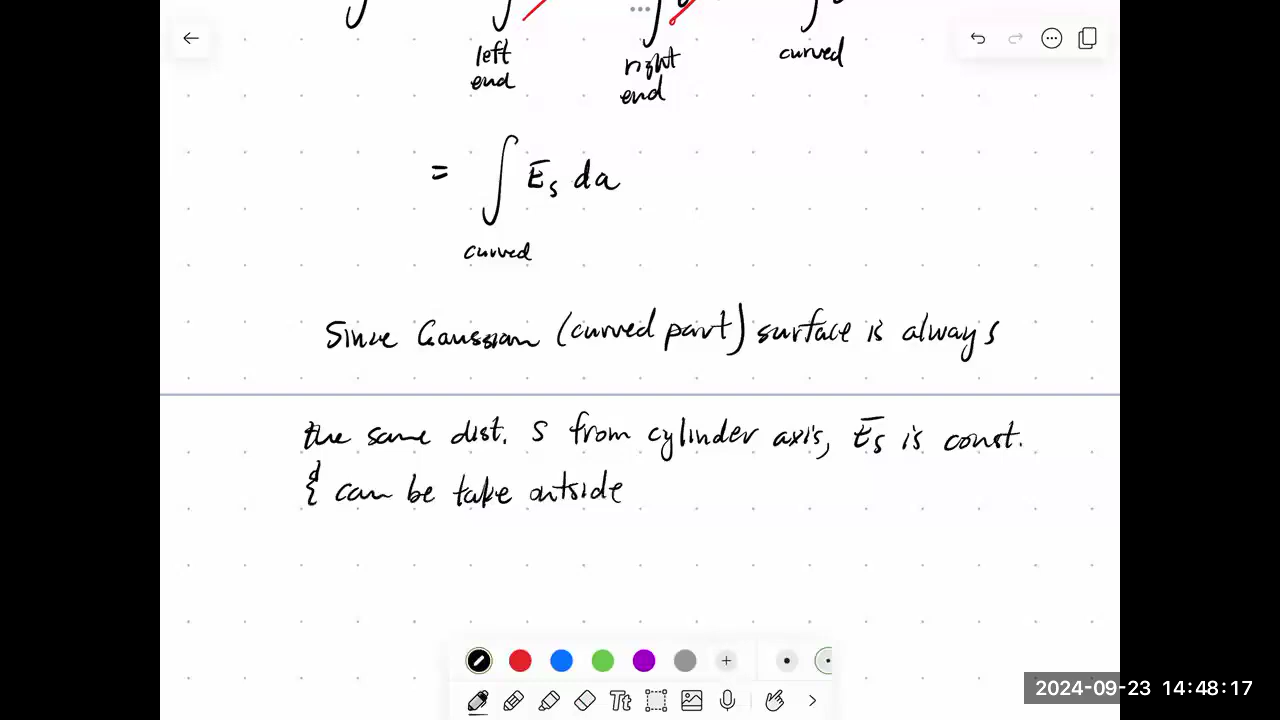 left
end
right
end
curved
= ∫ E_s da
curved
Since Gaussian (curved part) surface is always
the same dist. s from cylinder axis, E_s is const.
& can be take outside
Tt
2024-09-23 14:48:17